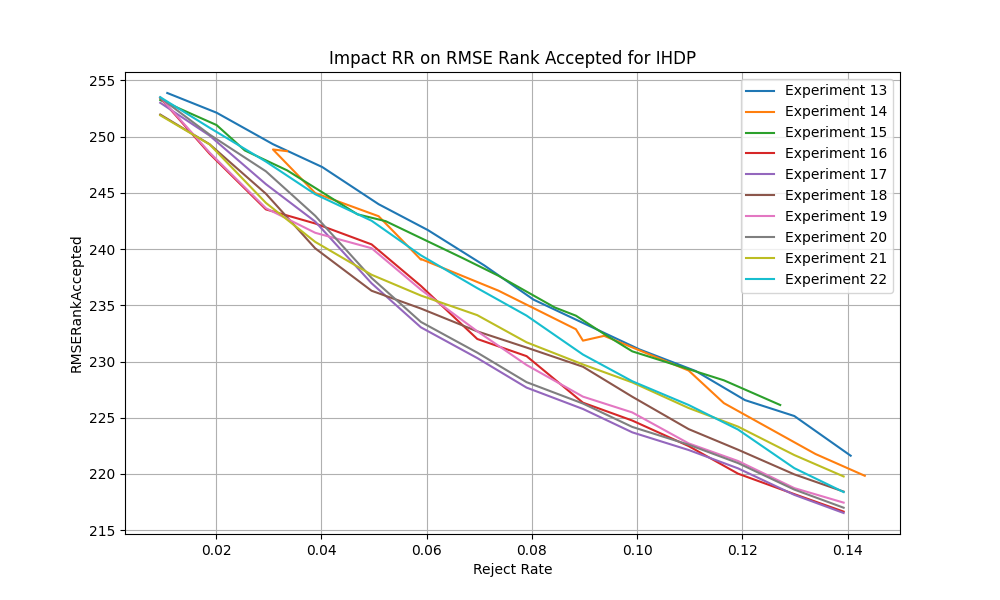 Impact RR on RMSE Rank Accepted for IHDP
255
250
245
240
235
230
225
220
215
RMSERankAccepted
0.02 0.04 0.06 0.08 0.10 0.12 0.14
Reject Rate
Experiment 13
Experiment 14
Experiment 15
Experiment 16
Experiment 17
Experiment 18
Experiment 19
Experiment 20
Experiment 21
Experiment 22